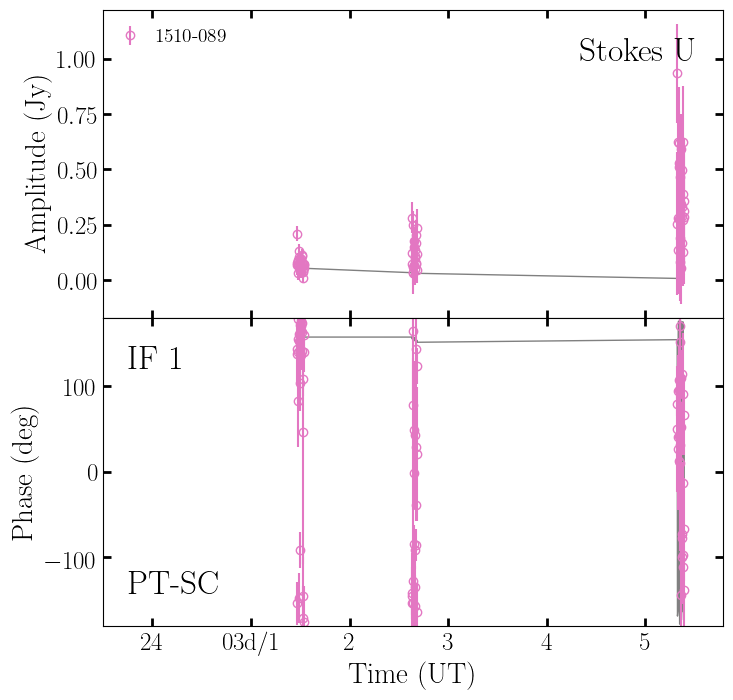 1510-089
Stokes U
1.00
0.75
0.50
0.25
0.00
Amplitude (Jy)
IF 1
100
0
−100
Phase (deg)
PT-SC
24
03d/1
2
3
4
5
Time (UT)